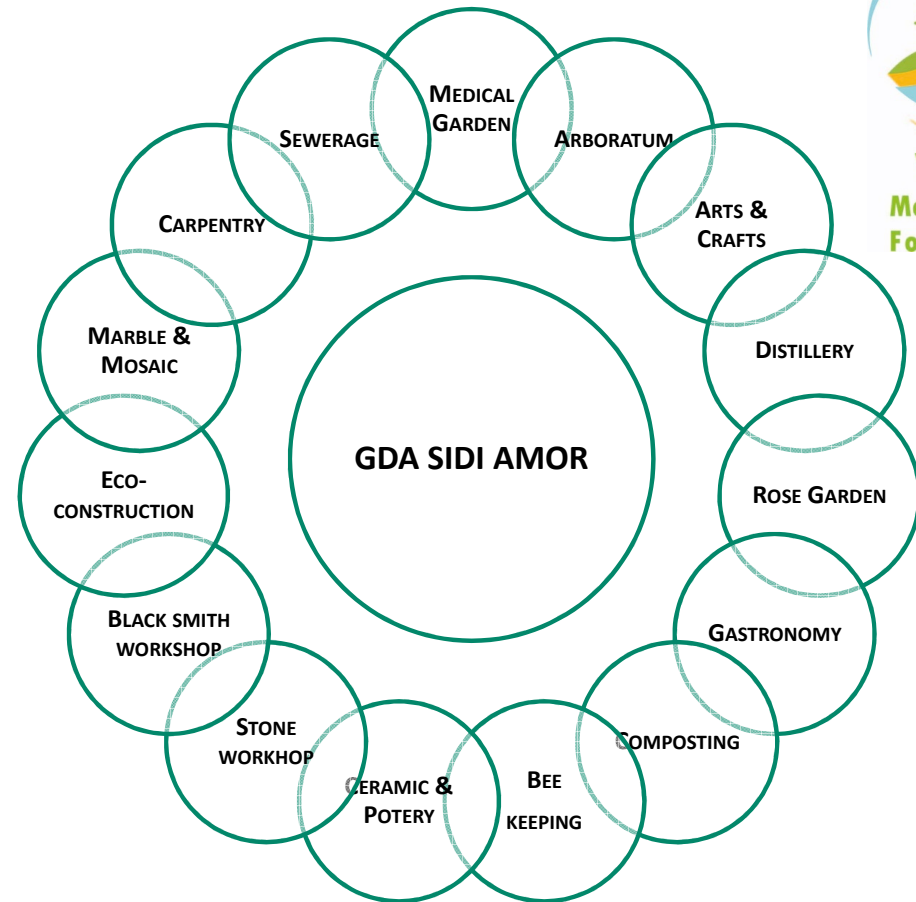 MEDICAL
GARDEN
ARBORATUM
ARTS &
CRAFTS
DISTILLERY
ROSE GARDEN
GASTRONOMY
COMPOSTING
BEE
KEEPING
CERAMIC &
POTERY
STONE
WORKHOP
BLACK SMITH
WORKSHOP
ECO-
CONSTRUCTION
MARBLE &
MOSAIC
CARPENTRY
SEWERAGE
GDA SIDI AMOR